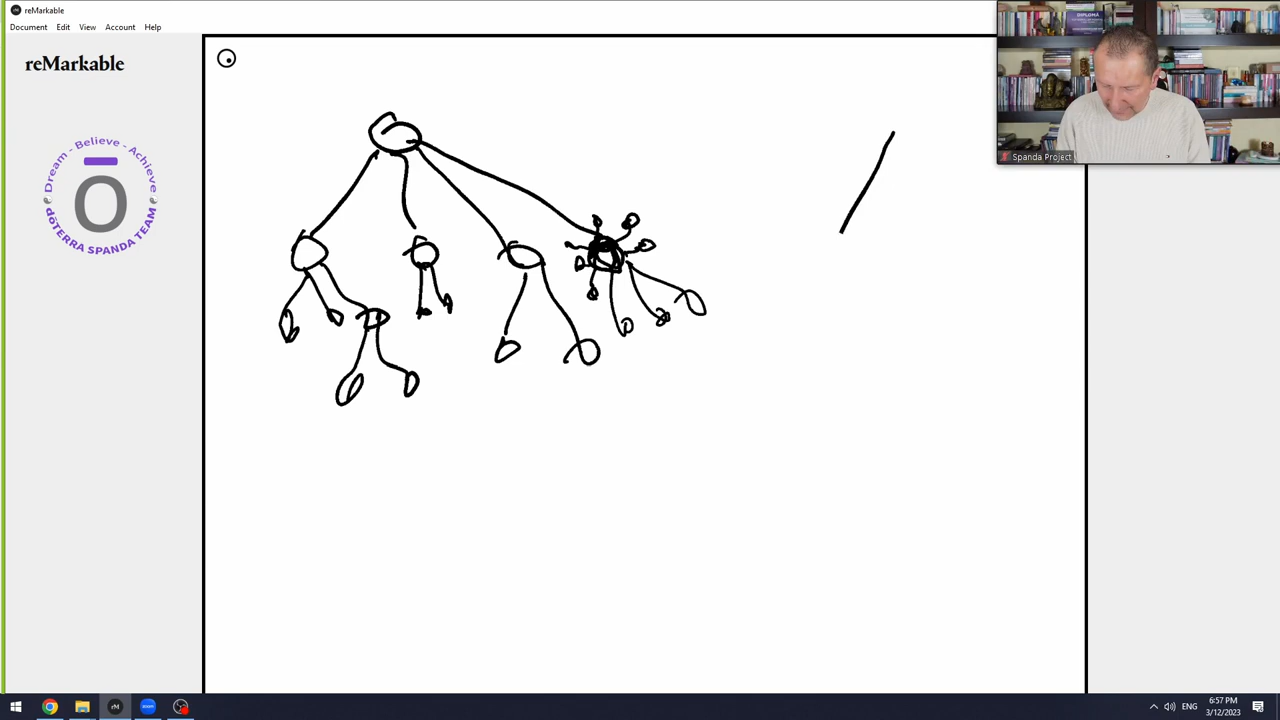 reMarkable
Document Edit View Account Help
reMarkable
Dream - Believe - Achieve
dōTERRA SPANDA TEAM
DIPLOMĂ
Spanda Project
ENG
6:57 PM
3/12/2023